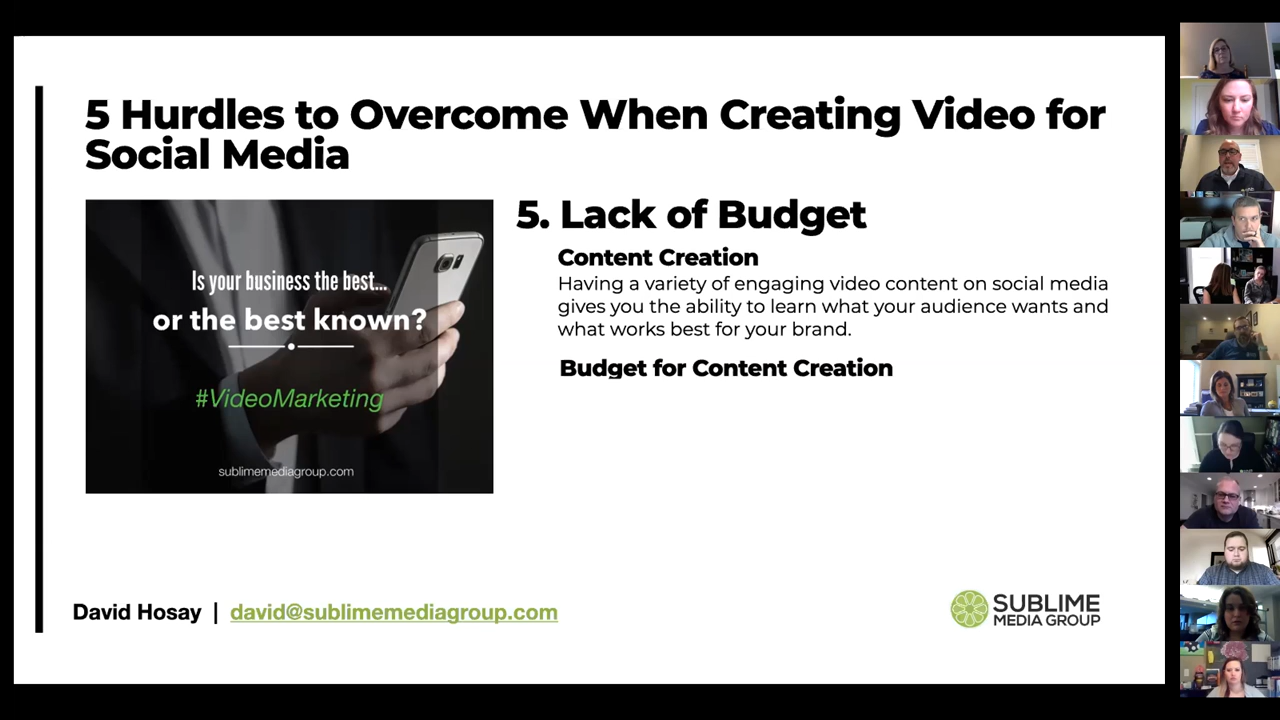 5 Hurdles to Overcome When Creating Video for
Social Media
Is your business the best...
or the best known?
#VideoMarketing
sublimemediagroup.com
5. Lack of Budget
Content Creation
Having a variety of engaging video content on social media
gives you the ability to learn what your audience wants and
what works best for your brand.
Budget for Content Creation
David Hosay | david@sublimemediagroup.com
SUBLIME
MEDIA GROUP